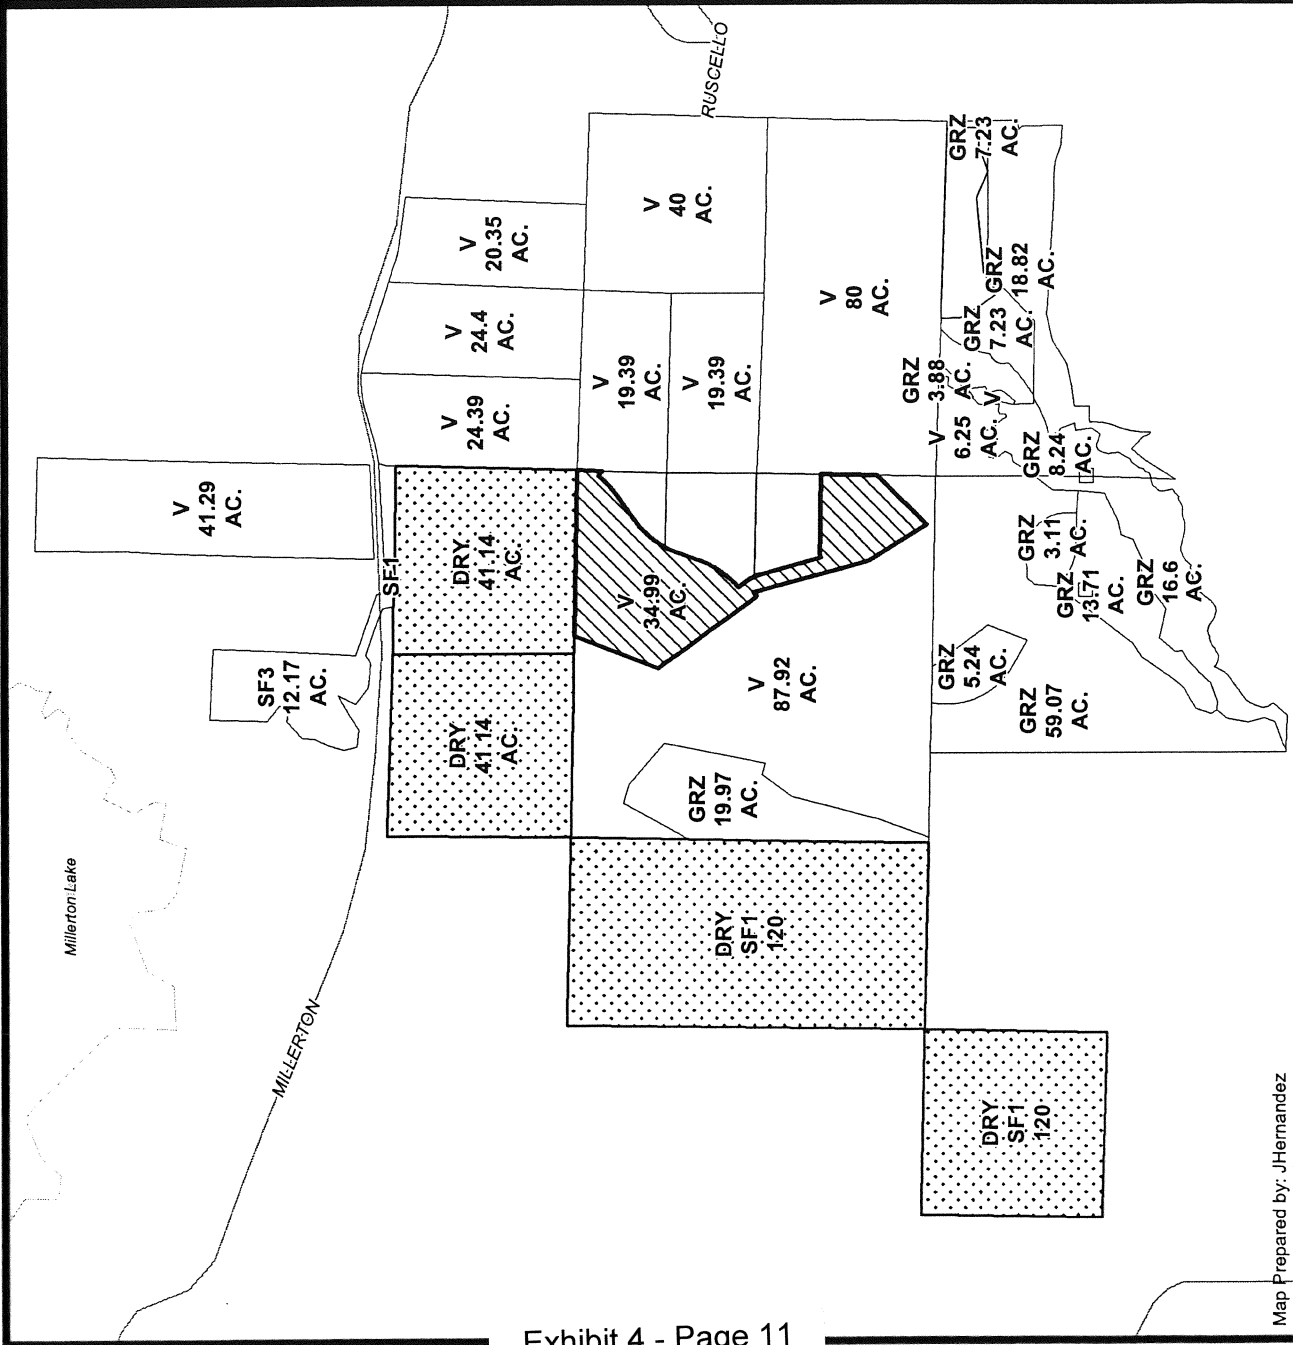 RUSCELLO
GRZ
7.23
AC.
V
20.35
AC.
V
40
AC.
GRZ
18.82
AC.
V
24.4
AC.
V
80
AC.
GRZ
7.23
AC.
V
24.39
AC.
V
19.39
AC.
V
19.39
AC.
GRZ
3.88
AC.
V
V
6.25
AC.
GRZ
8.24
AC.
V
41.29
AC.
SF1
DRY
41.14
AC.
V
34.99
AC.
GRZ
3.11
AC.
GRZ
13.71
AC.
GRZ
16.6
AC.
SF3
12.17
AC.
DRY
41.14
AC.
V
87.92
AC.
GRZ
5.24
AC.
GRZ
59.07
AC.
GRZ
19.97
AC.
Millerton Lake
DRY
SF1
120
MILLERTON
DRY
SF1
120
Map Prepared by: JHernandez
Exhibit 4 - Page 11